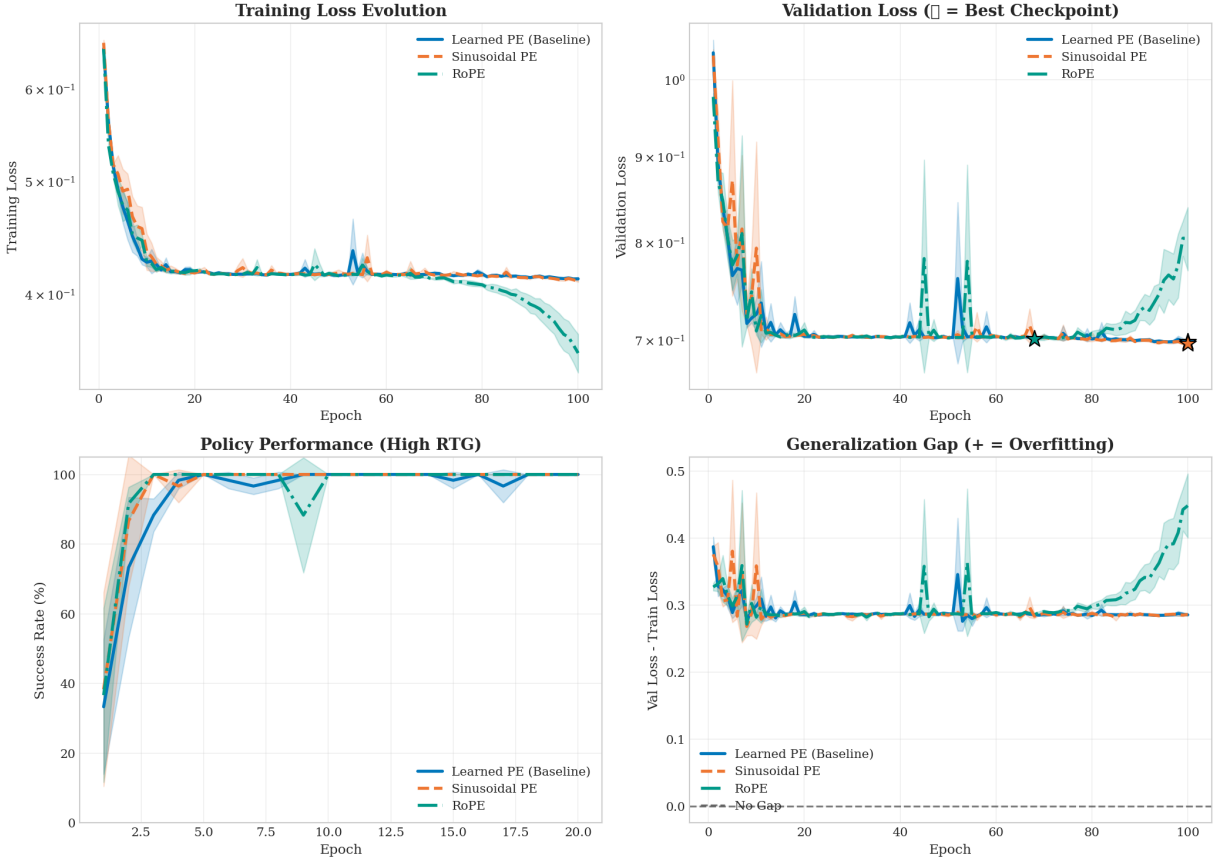 Training Loss Evolution
Training Loss
6 × 10⁻¹
5 × 10⁻¹
4 × 10⁻¹
Learned PE (Baseline)
Sinusoidal PE
RoPE
0
20
40
60
80
100
Epoch
Validation Loss (▯ = Best Checkpoint)
Validation Loss
10⁰
9 × 10⁻¹
8 × 10⁻¹
7 × 10⁻¹
Learned PE (Baseline)
Sinusoidal PE
RoPE
0
20
40
60
80
100
Epoch
Policy Performance (High RTG)
Success Rate (%)
100
80
60
40
20
0
Learned PE (Baseline)
Sinusoidal PE
RoPE
2.5
5.0
7.5
10.0
12.5
15.0
17.5
20.0
Epoch
Generalization Gap (+ = Overfitting)
Val Loss - Train Loss
0.5
0.4
0.3
0.2
0.1
0.0
Learned PE (Baseline)
Sinusoidal PE
RoPE
No Gap
0
20
40
60
80
100
Epoch